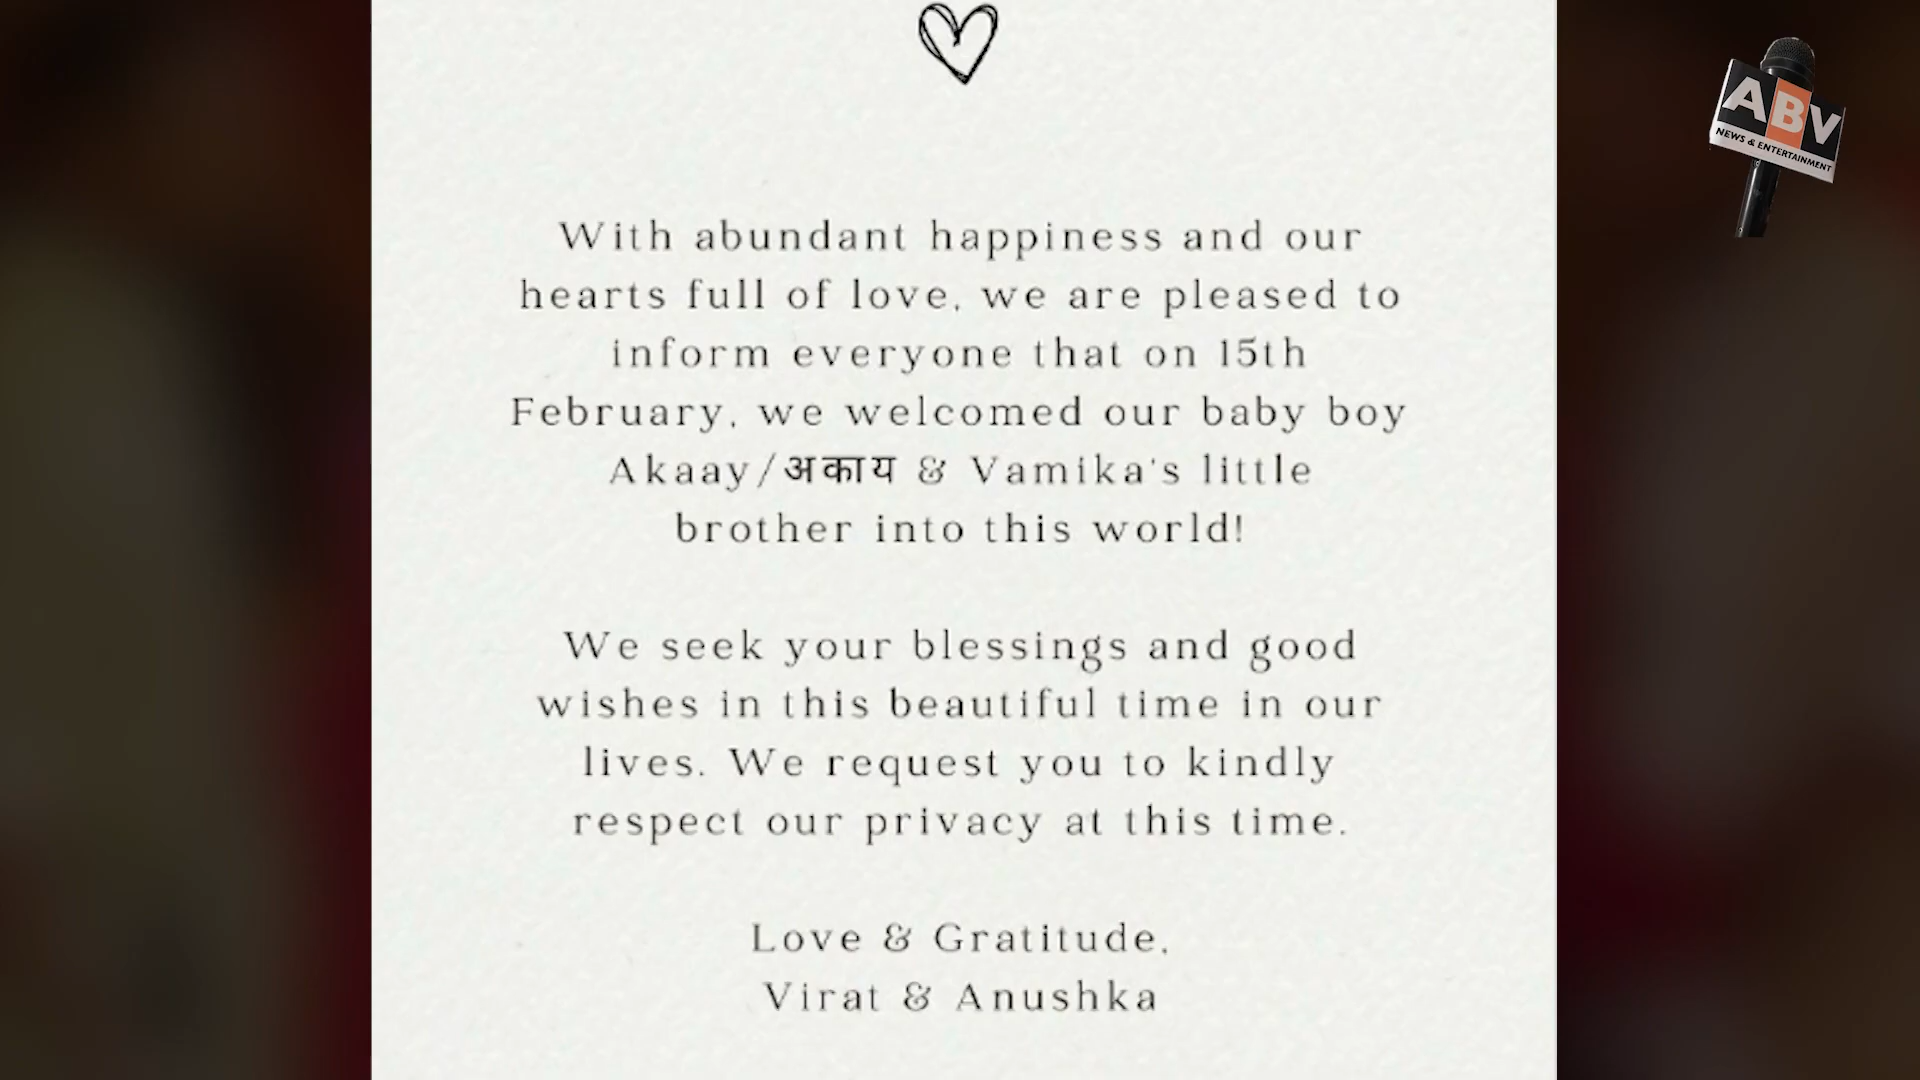 With abundant happiness and our
hearts full of love, we are pleased to
inform everyone that on 15th
February, we welcomed our baby boy
Akaay/अकाय & Vamika's little
brother into this world!
We seek your blessings and good
wishes in this beautiful time in our
lives. We request you to kindly
respect our privacy at this time.
Love & Gratitude,
Virat & Anushka
ABV
NEWS & ENTERTAINMENT